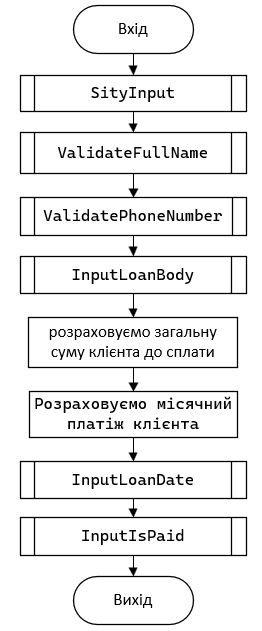 Вхід
SityInput
ValidateFullName
ValidatePhoneNumber
InputLoanBody
розраховуємо загальну
суму клієнта до сплати
Розраховуємо місячний
платіж клієнта
InputLoanDate
InputIsPaid
Вихід